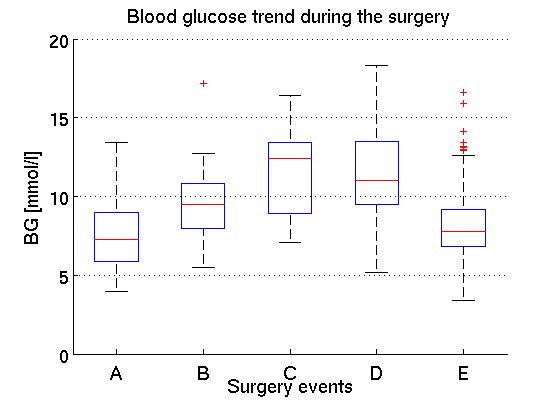 Blood glucose trend during the surgery
20
15
10
5
0
BG [mmol/l]
A B C D E
Surgery events